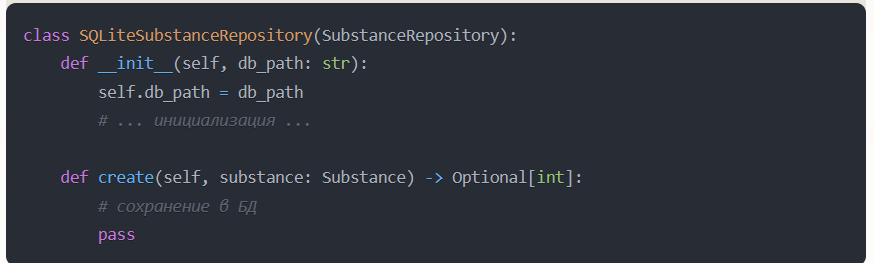 class SQLiteSubstanceRepository(SubstanceRepository):
    def __init__(self, db_path: str):
        self.db_path = db_path
        # ... инициализация ...

    def create(self, substance: Substance) -> Optional[int]:
        # сохранение в БД
        pass